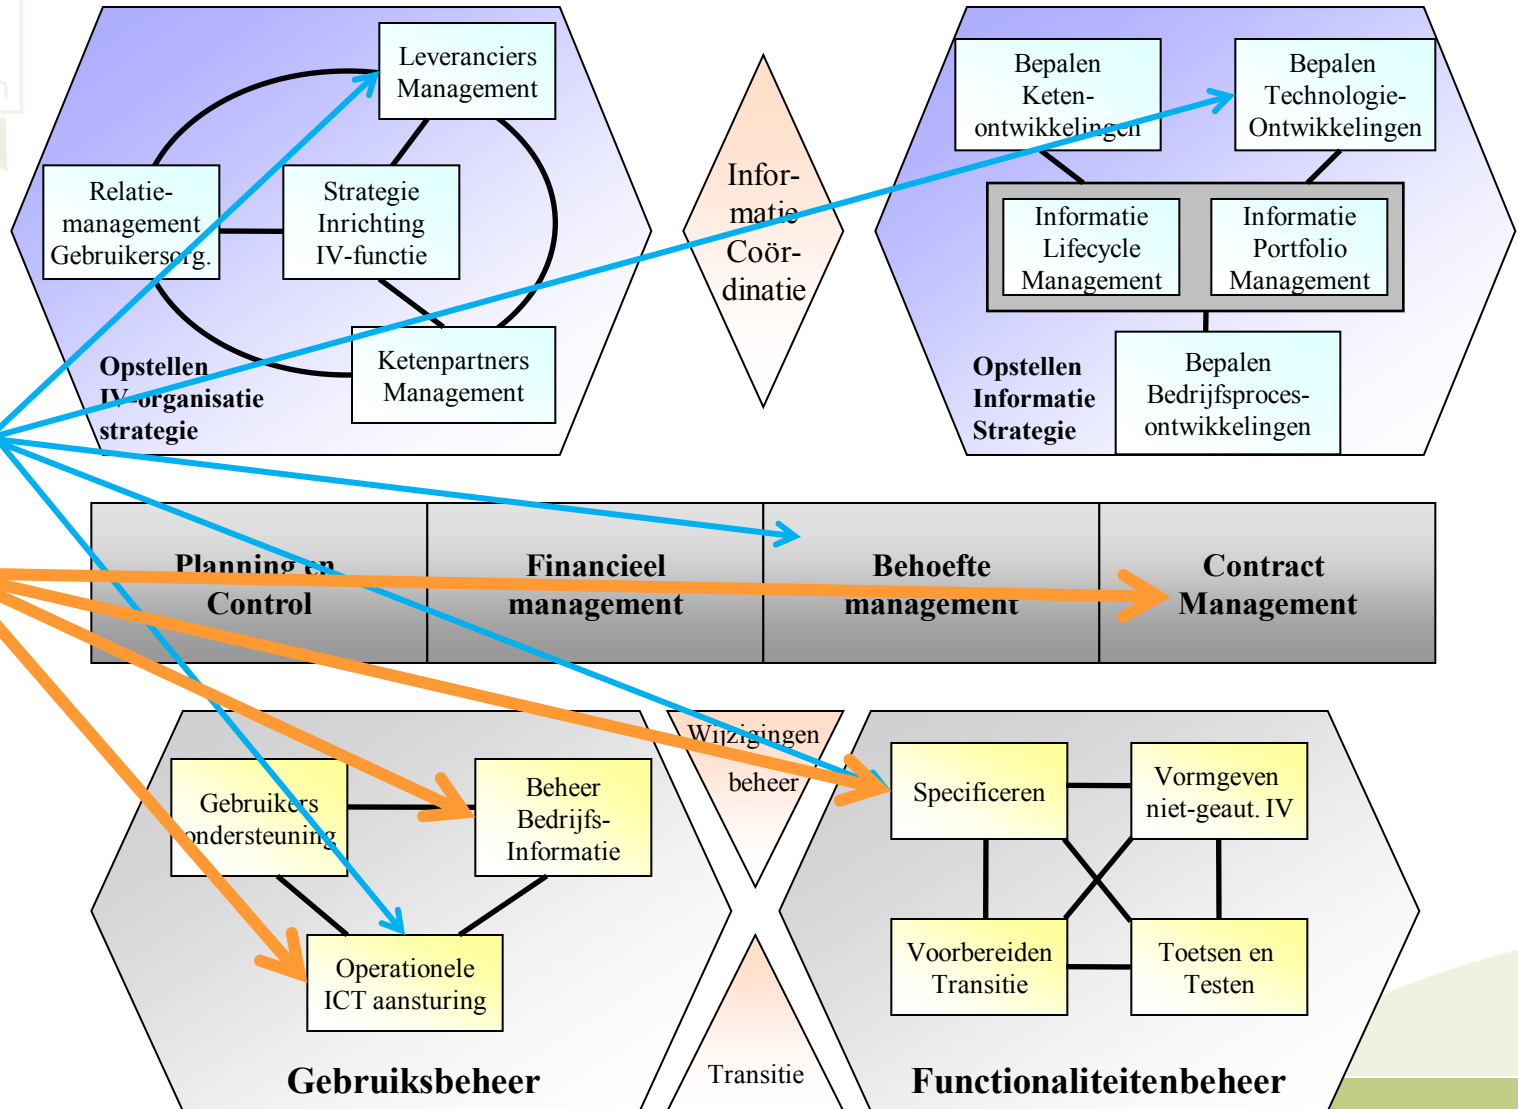 Leveranciers
Management
Relatie-
management
Gebruikersorg.
Strategie
Inrichting
IV-functie
Ketenpartners
Management
Opstellen
IV-organisatie
strategie
Infor-
matie
Coör-
dinatie
Bepalen
Keten-
ontwikkelingen
Bepalen
Technologie-
Ontwikkelingen
Informatie
Lifecycle
Management
Informatie
Portfolio
Management
Opstellen
Informatie
Strategie
Bepalen
Bedrijfsproces-
ontwikkelingen
Planning en
Control
Financieel
management
Behoefte
management
Contract
Management
Gebruikers
ondersteuning
Beheer
Bedrijfs-
Informatie
Operationele
ICT aansturing
Gebruiksbeheer
Wijzigingen
beheer
Transitie
Specificeren
Vormgeven
niet-geaut. IV
Voorbereiden
Transitie
Toetsen en
Testen
Functionaliteitenbeheer